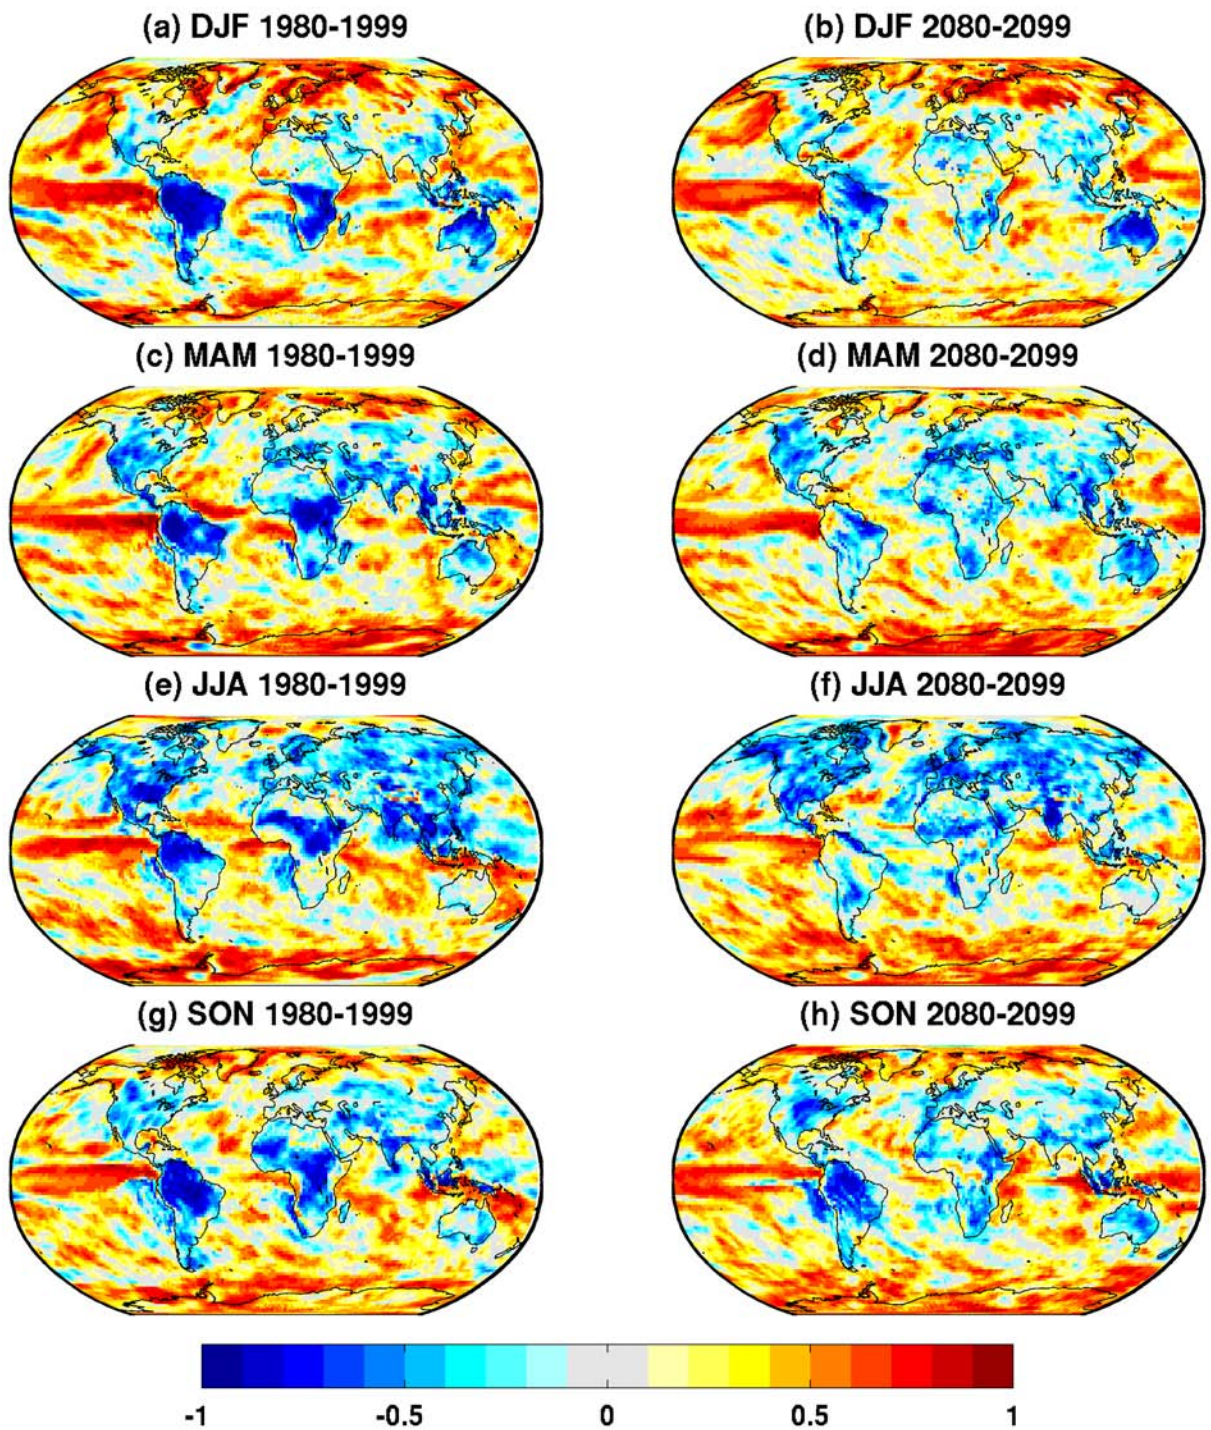 (a) DJF 1980-1999
(b) DJF 2080-2099
(c) MAM 1980-1999
(d) MAM 2080-2099
(e) JJA 1980-1999
(f) JJA 2080-2099
(g) SON 1980-1999
(h) SON 2080-2099
-1 -0.5 0 0.5 1